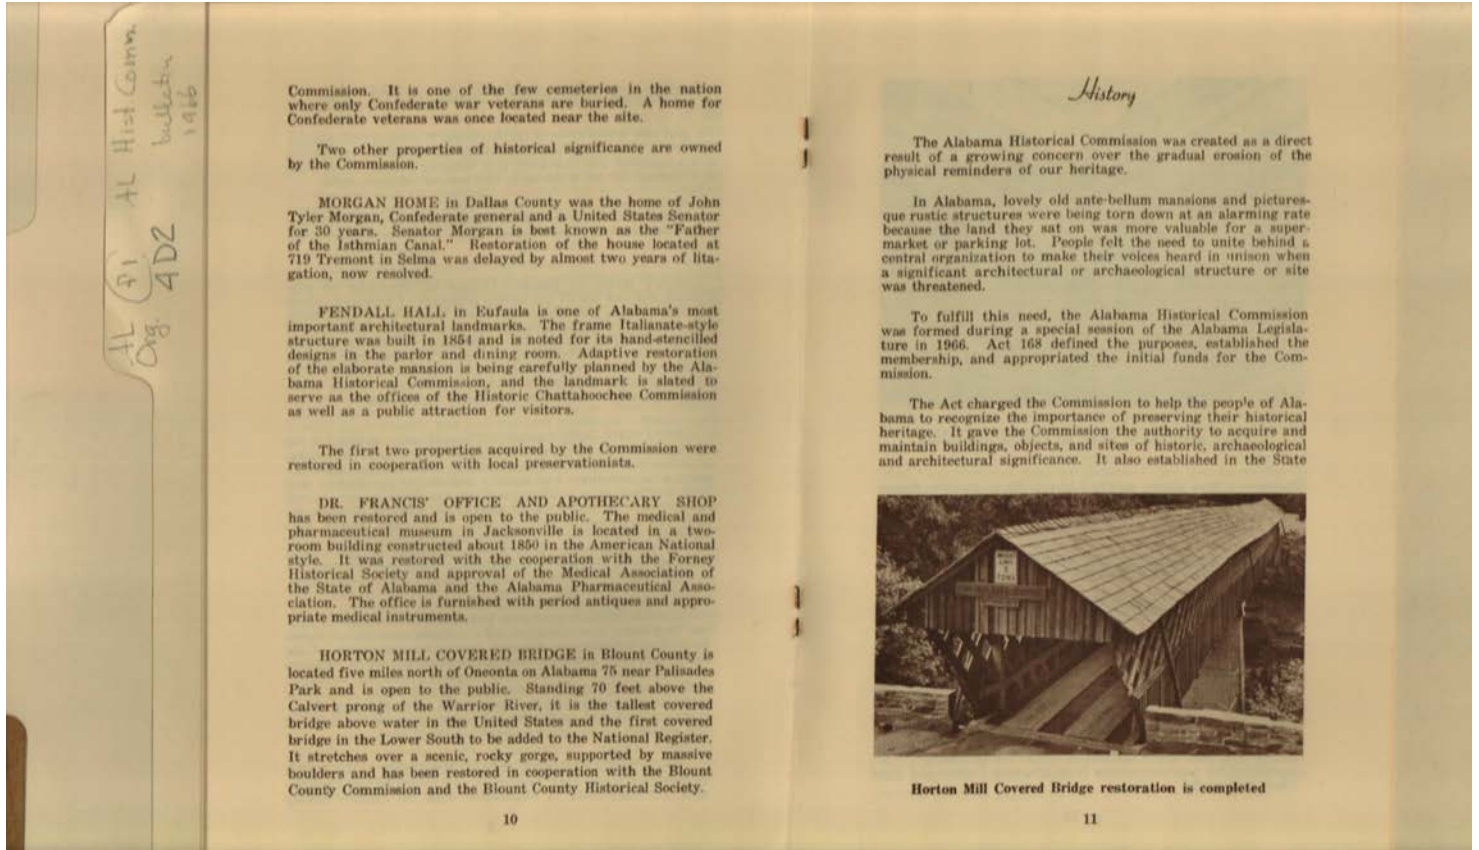 AL Hist Comm.
bulletin
1966
AL (P1)
Org. 4D2
Commission. It is one of the few cemeteries in the nation
where only Confederate war veterans are buried. A home for
Confederate veterans was once located near the site.
Two other properties of historical significance are owned
by the Commission.
MORGAN HOME in Dallas County was the home of John
Tyler Morgan, Confederate general and a United States Senator
for 30 years. Senator Morgan is best known as the "Father
of the Isthmian Canal." Restoration of the house located at
719 Tremont in Selma was delayed by almost two years of lita-
gation, now resolved.
FENDALL HALL in Eufaula is one of Alabama's most
important architectural landmarks. The frame Italianate-style
structure was built in 1854 and is noted for its hand-stencilled
designs in the parlor and dining room. Adaptive restoration
of the elaborate mansion is being carefully planned by the Ala-
bama Historical Commission, and the landmark is slated to
serve as the offices of the Historic Chattahoochee Commission
as well as a public attraction for visitors.
The first two properties acquired by the Commission were
restored in cooperation with local preservationists.
DR. FRANCIS' OFFICE AND APOTHECARY SHOP
has been restored and is open to the public. The medical and
pharmaceutical museum in Jacksonville is located in a two-
room building constructed about 1850 in the American National
style. It was restored with the cooperation with the Forney
Historical Society and approval of the Medical Association of
the State of Alabama and the Alabama Pharmaceutical Asso-
ciation. The office is furnished with period antiques and appro-
priate medical instruments.
HORTON MILL COVERED BRIDGE in Blount County is
located five miles north of Oneonta on Alabama 75 near Palisades
Park and is open to the public. Standing 70 feet above the
Calvert prong of the Warrior River, it is the tallest covered
bridge above water in the United States and the first covered
bridge in the Lower South to be added to the National Register.
It stretches over a scenic, rocky gorge, supported by massive
boulders and has been restored in cooperation with the Blount
County Commission and the Blount County Historical Society.
10
History
The Alabama Historical Commission was created as a direct
result of a growing concern over the gradual erosion of the
physical reminders of our heritage.
In Alabama, lovely old ante-bellum mansions and pictures-
que rustic structures were being torn down at an alarming rate
because the land they sat on was more valuable for a super-
market or parking lot. People felt the need to unite behind a
central organization to make their voices heard in unison when
a significant architectural or archaeological structure or site
was threatened.
To fulfill this need, the Alabama Historical Commission
was formed during a special session of the Alabama Legisla-
ture in 1966. Act 168 defined the purposes, established the
membership, and appropriated the initial funds for the Com-
mission.
The Act charged the Commission to help the people of Ala-
bama to recognize the importance of preserving their historical
heritage. It gave the Commission the authority to acquire and
maintain buildings, objects, and sites of historic, archaeological
and architectural significance. It also established in the State
Horton Mill Covered Bridge restoration is completed
11